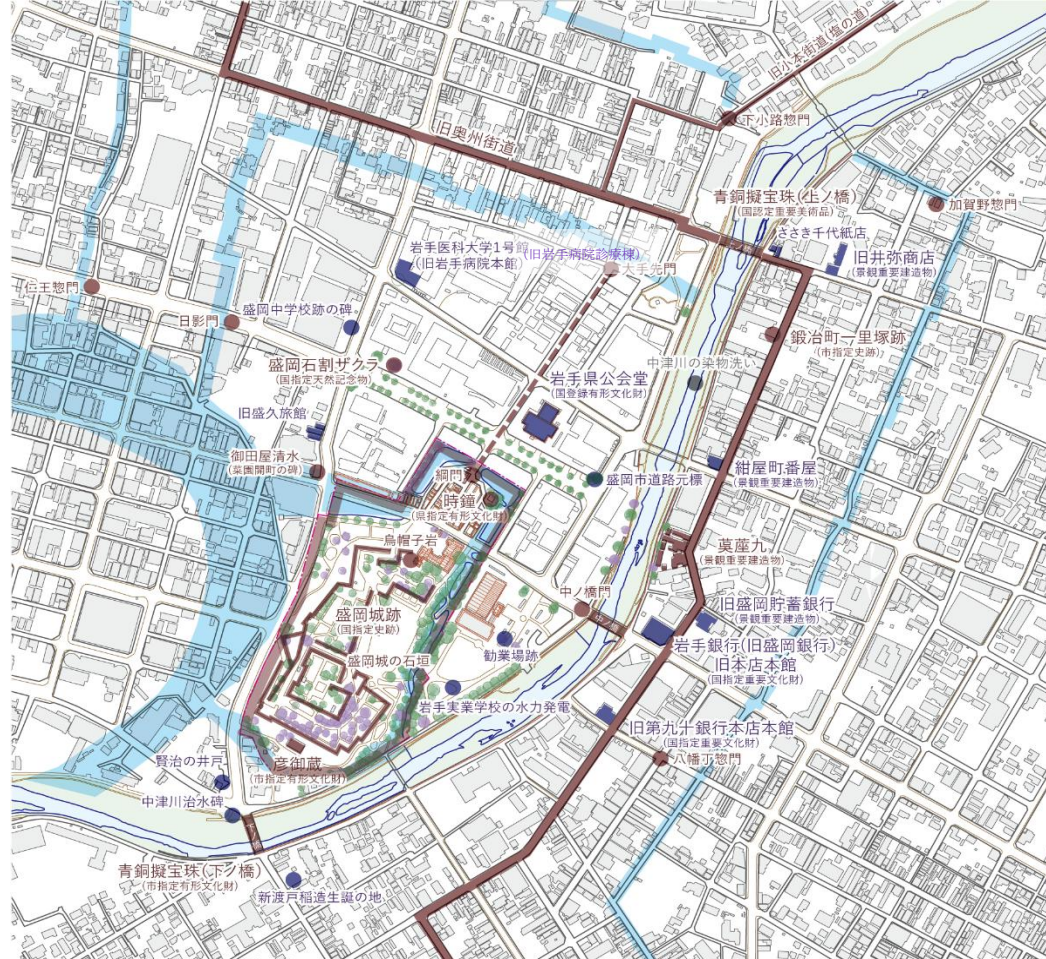 旧小本街道(塩の道)
下小路惣門
旧奥州街道
青銅擬宝珠(上ノ橋)
(国認定重要美術品)
加賀野惣門
上ノ橋
ささき千代紙店
旧井弥商店
(景観重要建造物)
岩手医科大学1号館
(旧岩手病院本館)
(旧岩手病院診療棟)
大手先門
仁王惣門
日影門
盛岡中学校跡の碑
鍛冶町一里塚跡
(市指定史跡)
盛岡石割ザクラ
(国指定天然記念物)
中津川の染物洗い
岩手県公会堂
(国登録有形文化財)
旧盛久旅館
御田屋清水
(菜園開町の碑)
綱門
時鐘
(県指定有形文化財)
盛岡市道路元標
紺屋町番屋
(景観重要建造物)
烏帽子岩
茣蓙九
(景観重要建造物)
中ノ橋門
中ノ橋
旧盛岡貯蓄銀行
(景観重要建造物)
盛岡城跡
(国指定史跡)
勧業場跡
岩手銀行(旧盛岡銀行)
旧本店本館
(国指定重要文化財)
盛岡城の石垣
岩手実業学校の水力発電
旧第九十銀行本店本館
(国指定重要文化財)
八幡丁惣門
彦御蔵
(市指定有形文化財)
賢治の井戸
中津川治水碑
下ノ橋
青銅擬宝珠(下ノ橋)
(市指定有形文化財)
新渡戸稲造生誕の地